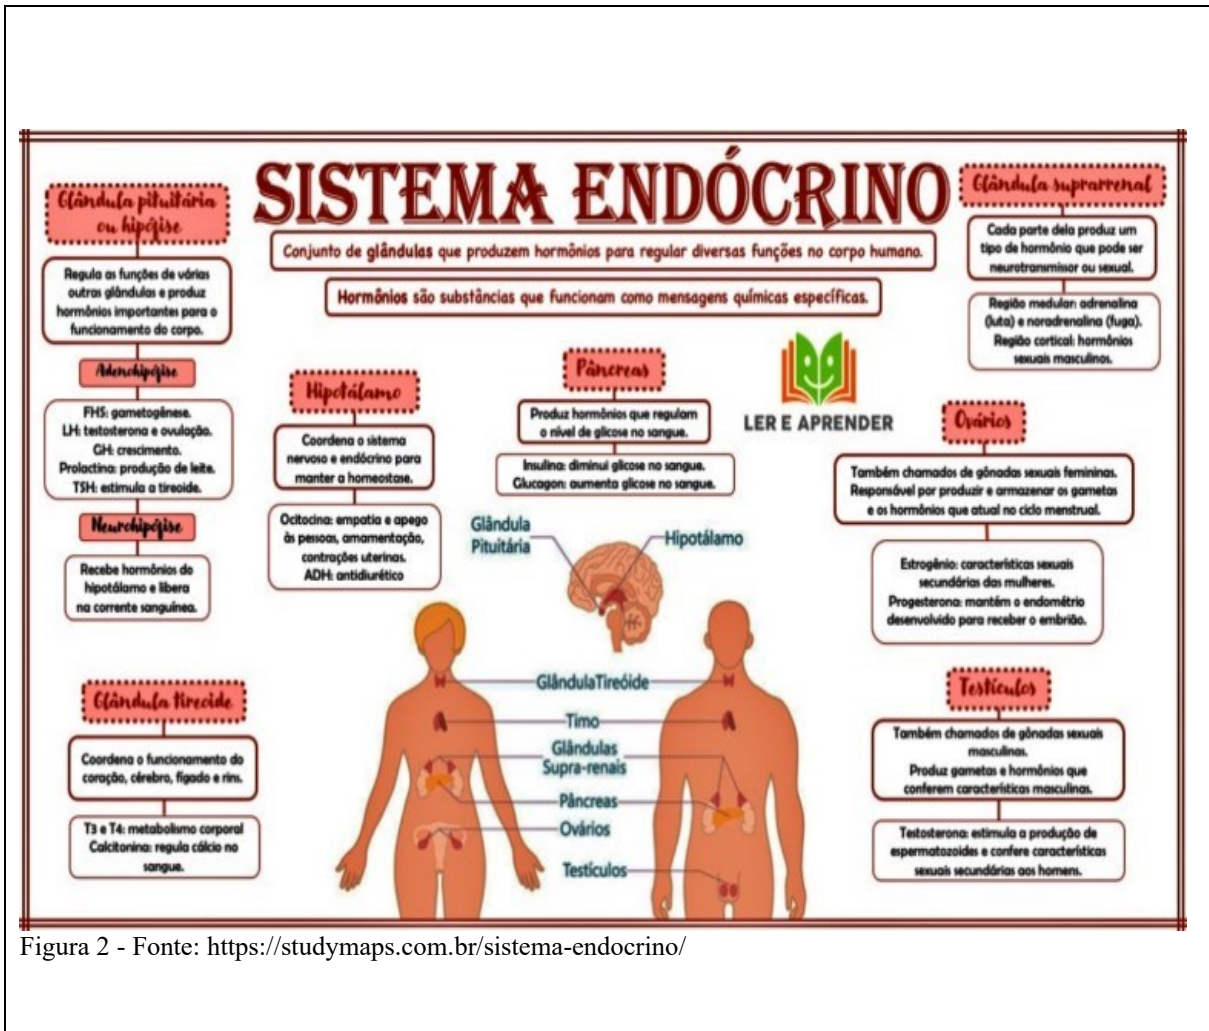 SISTEMA ENDÓCRINO
Conjunto de glândulas que produzem hormônios para regular diversas funções no corpo humano.
Hormônios são substâncias que funcionam como mensagens químicas específicas.
Glândula pituitária
ou hipófise
Regula as funções de várias
outras glândulas e produz
hormônios importantes para o
funcionamento do corpo.
Adenohipófise
FHS: gametogênese.
LH: testosterona e ovulação.
GH: crescimento.
Prolactina: produção de leite.
TSH: estimula a tireoide.
Neurohipófise
Recebe hormônios do
hipotálamo e libera
na corrente sanguínea.
Glândula tireoide
Coordena o funcionamento do
coração, cérebro, fígado e rins.
T3 e T4: metabolismo corporal
Calcitonina: regula cálcio no
sangue.
Hipotálamo
Coordena o sistema
nervoso e endócrino para
manter a homeostase.
Ocitocina: empatia e apego
às pessoas, amamentação,
contrações uterinas.
ADH: antidiurético
Pâncreas
Produz hormônios que regulam
o nível de glicose no sangue.
Insulina: diminui glicose no sangue.
Glucagon: aumenta glicose no sangue.
LER E APRENDER
Glândula
Pituitária
Hipotálamo
GlândulaTireóide
Timo
Glândulas
Supra-renais
Pâncreas
Ovários
Testículos
Glândula suprarrenal
Cada parte dela produz um
tipo de hormônio que pode ser
neurotransmissor ou sexual.
Região medular: adrenalina
(luta) e noradrenalina (fuga).
Região cortical: hormônios
sexuais masculinos.
Ovários
Também chamados de gônadas sexuais femininas.
Responsável por produzir e armazenar os gametas
e os hormônios que atual no ciclo menstrual.
Estrogênio: características sexuais
secundárias das mulheres.
Progesterona: mantém o endométrio
desenvolvido para receber o embrião.
Testículos
Também chamados de gônadas sexuais
masculinas.
Produz gametas e hormônios que
conferem características masculinas.
Testosterona: estimula a produção de
espermatozoides e confere características
sexuais secundárias aos homens.
Figura 2 - Fonte: https://studymaps.com.br/sistema-endocrino/